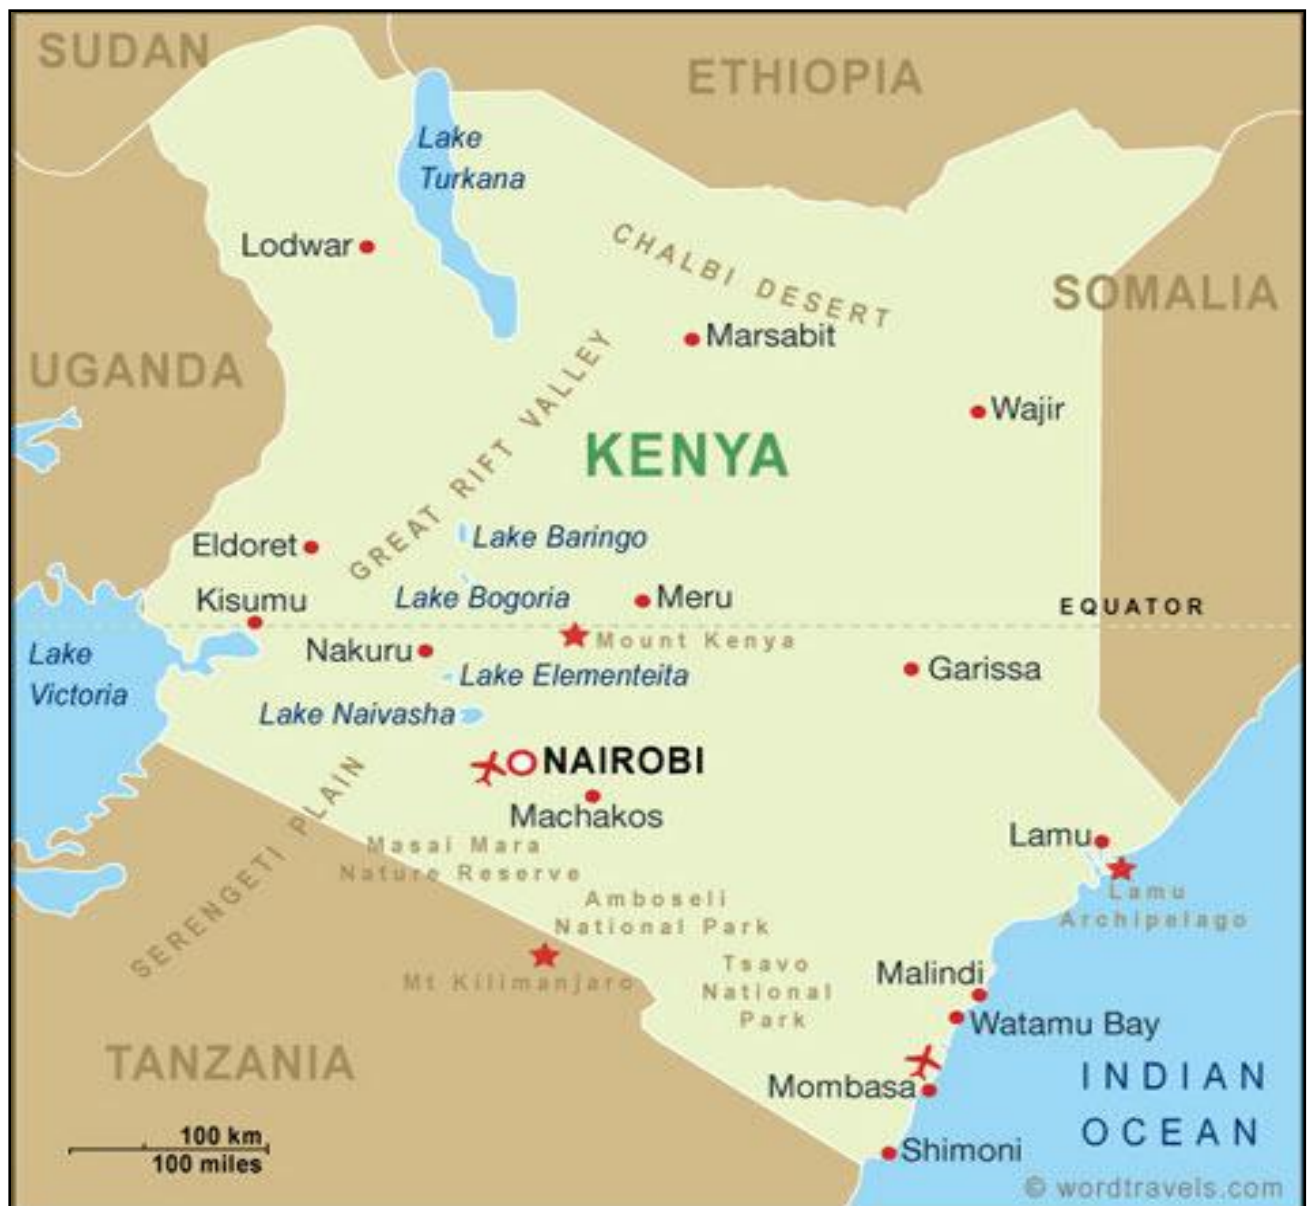 SUDAN
ETHIOPIA
Lake
Turkana
Lodwar
CHALBI DESERT
SOMALIA
Marsabit
UGANDA
GREAT RIFT VALLEY
Wajir
KENYA
Lake Baringo
Eldoret
Lake Bogoria
Meru
Kisumu
EQUATOR
Mount Kenya
Nakuru
Lake
Victoria
Garissa
Lake Elementeita
Lake Naivasha
NAIROBI
Machakos
SERENGETI PLAIN
Masai Mara
Nature Reserve
Lamu
Lamu
Archipelago
Amboseli
National Park
Mt Kilimanjaro
Tsavo
National
Park
Malindi
Watamu Bay
TANZANIA
Mombasa
INDIAN
OCEAN
100 km
100 miles
Shimoni
© wordtravels.com